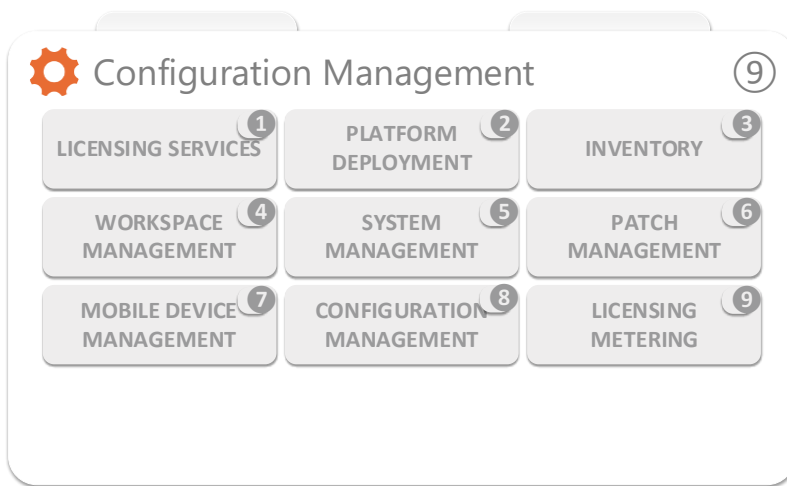 Configuration Management 9
LICENSING SERVICES 1
PLATFORM 2
DEPLOYMENT
INVENTORY 3
WORKSPACE 4
MANAGEMENT
SYSTEM 5
MANAGEMENT
PATCH 6
MANAGEMENT
MOBILE DEVICE 7
MANAGEMENT
CONFIGURATION 8
MANAGEMENT
LICENSING 9
METERING